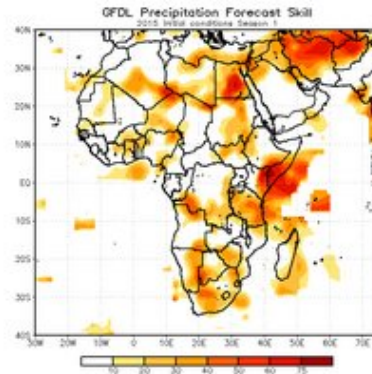 GFDL Precipitation Forecast Skill
2015 Initial conditions Season 1
40N
30N
20N
10N
EQ
10S
20S
30S
40S
30W 20W 10W 0 10E 20E 30E 40E 50E 60E 70E
10 20 30 40 50 60 75